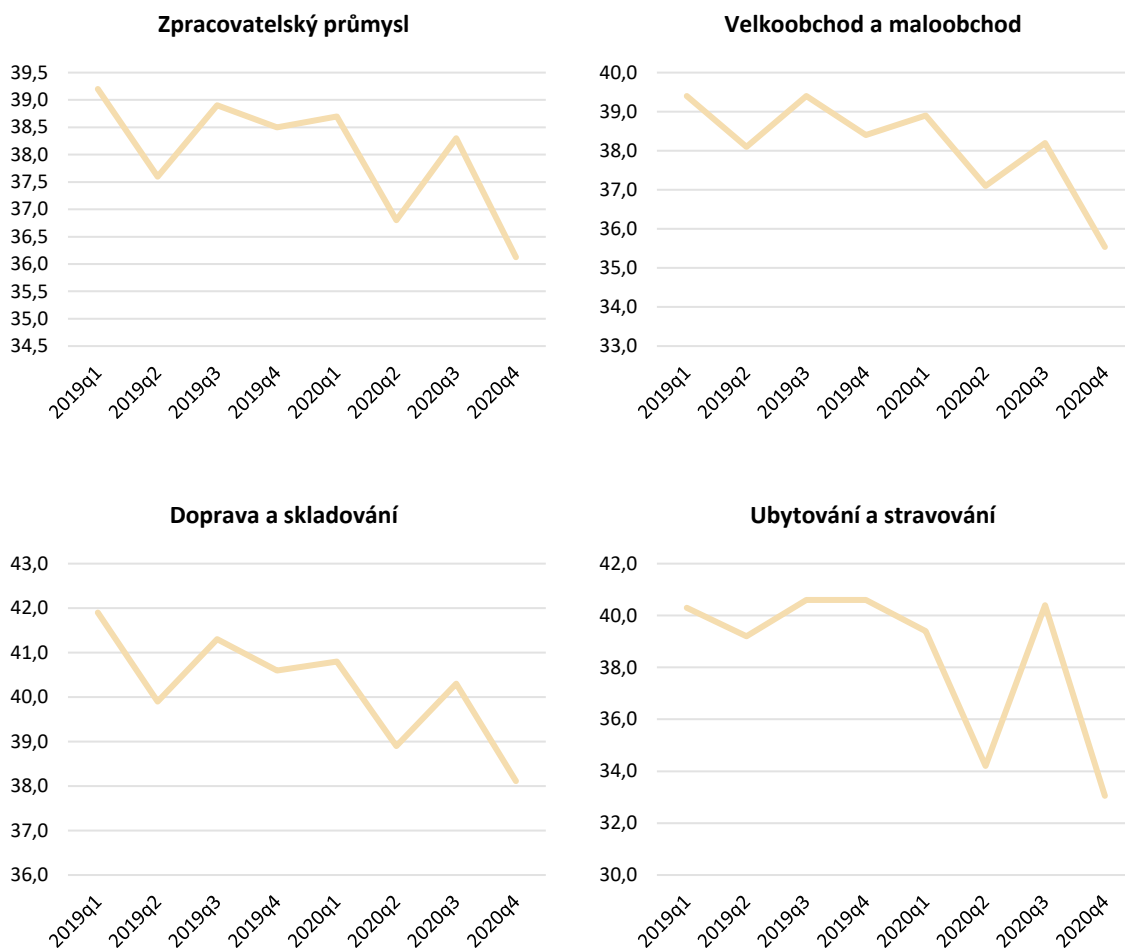 Zpracovatelský průmysl
39,5
39,0
38,5
38,0
37,5
37,0
36,5
36,0
35,5
35,0
34,5
2019q1
2019q2
2019q3
2019q4
2020q1
2020q2
2020q3
2020q4
Velkoobchod a maloobchod
40,0
39,0
38,0
37,0
36,0
35,0
34,0
33,0
2019q1
2019q2
2019q3
2019q4
2020q1
2020q2
2020q3
2020q4
Doprava a skladování
43,0
42,0
41,0
40,0
39,0
38,0
37,0
36,0
2019q1
2019q2
2019q3
2019q4
2020q1
2020q2
2020q3
2020q4
Ubytování a stravování
42,0
40,0
38,0
36,0
34,0
32,0
30,0
2019q1
2019q2
2019q3
2019q4
2020q1
2020q2
2020q3
2020q4